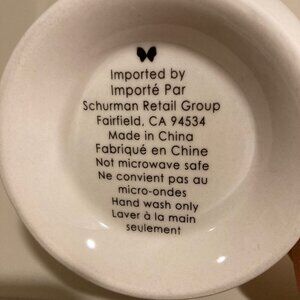 Imported by
Importé Par
Schurman Retail Group
Fairfield, CA 94534
Made in China
Fabriqué en Chine
Not microwave safe
Ne convient pas au
micro-ondes
Hand wash only
Laver à la main
seulement